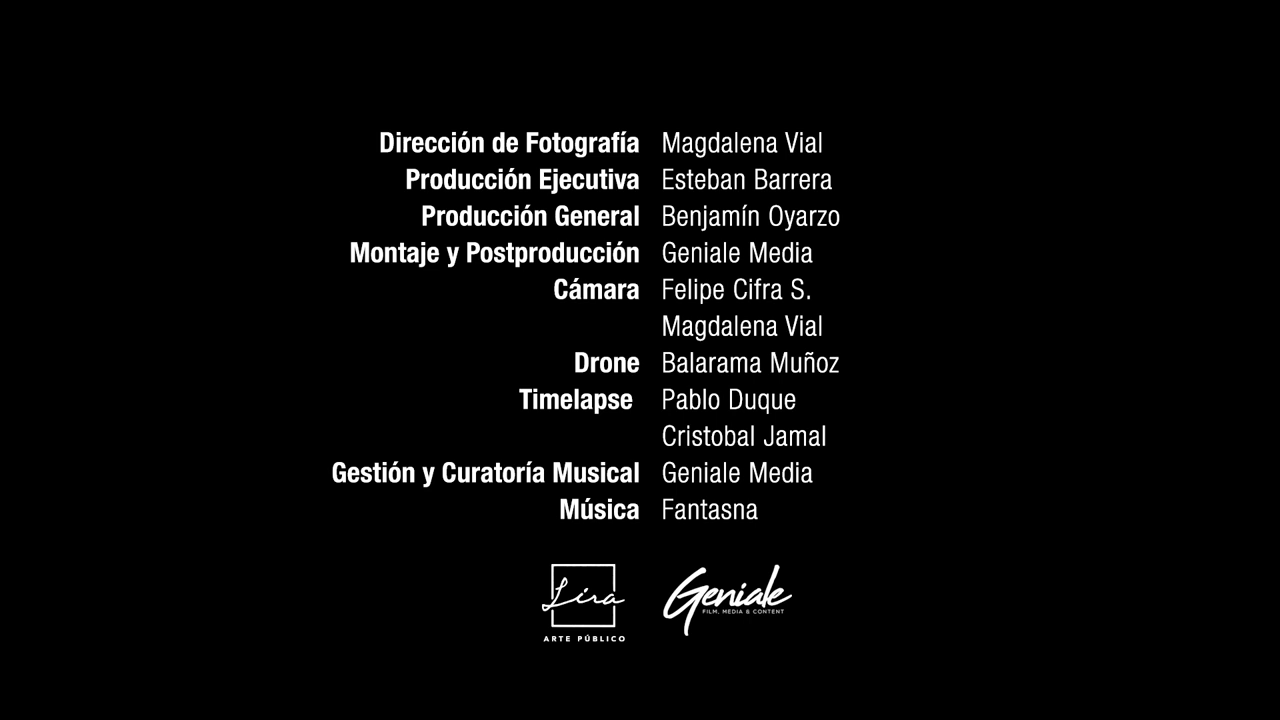 Dirección de Fotografía Magdalena Vial
Producción Ejecutiva Esteban Barrera
Producción General Benjamín Oyarzo
Montaje y Postproducción Geniale Media
Cámara Felipe Cifra S.
Magdalena Vial
Drone Balarama Muñoz
Timelapse Pablo Duque
Cristobal Jamal
Gestión y Curatoría Musical Geniale Media
Música Fantasna
Lira
ARTE PÚBLICO
Geniale
FILM, MEDIA & CONTENT